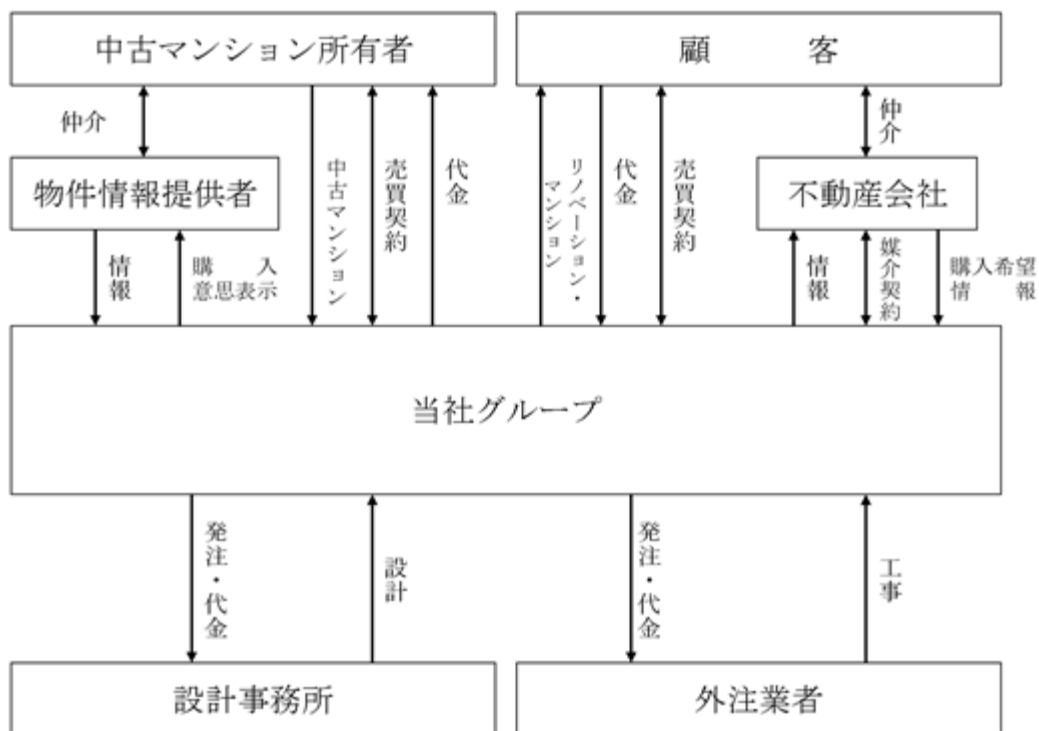 中古マンション所有者
顧客
仲介
仲介
物件情報提供者
中古マンション
売買契約
代金
リノベーション・
マンション
代金
売買契約
不動産会社
情報
購入
意思表示
情報
媒介契約
購入希望
情報
当社グループ
発注・代金
設計
発注・代金
工事
設計事務所
外注業者